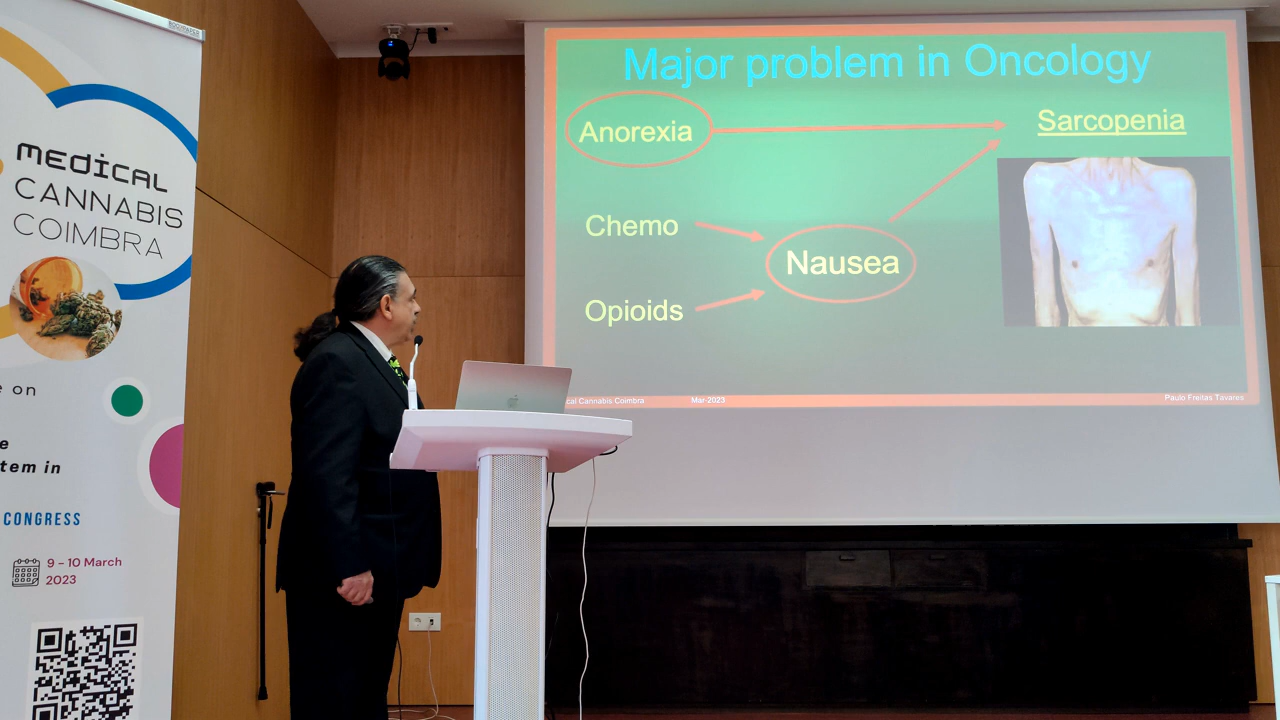 MEDICAL
CANNABIS
COIMBRA
on
tem in
CONGRESS
9 - 10 March
2023
Major problem in Oncology
Anorexia
Sarcopenia
Chemo
Nausea
Opioids
Cannabis Coimbra
Mar-2023
Paulo Freitas Tavares